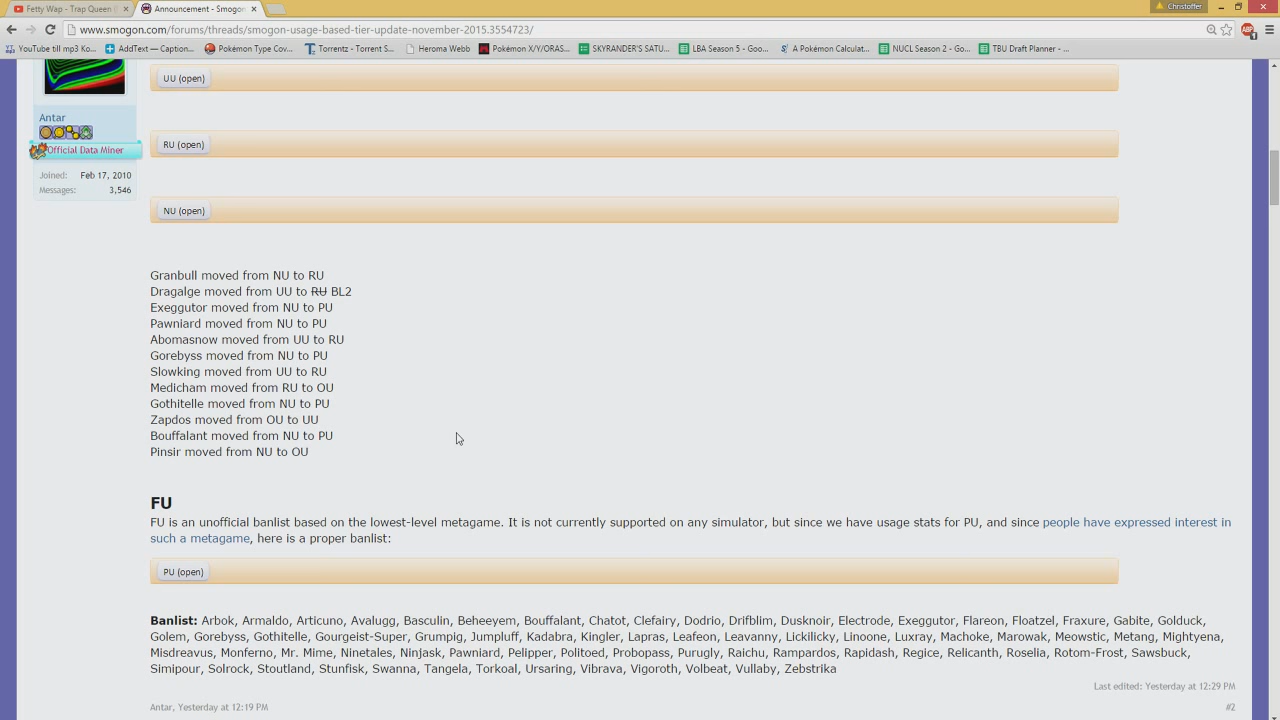 Fetty Wap - Trap Queen (
Announcement - Smogon
Christoffer
www.smogon.com/forums/threads/smogon-usage-based-tier-update-november-2015.3554723/
YouTube till mp3 Ko... AddText — Caption... Pokémon Type Cov... Torrentz - Torrent S... Heroma Webb Pokémon X/Y/ORAS... SKYRANDER'S SATU... LBA Season 5 - Goo... A Pokémon Calculat... NUCL Season 2 - Go... TBU Draft Planner - ...
UU (open)
Antar
Official Data Miner
Joined: Feb 17, 2010
Messages: 3,546
RU (open)
NU (open)
Granbull moved from NU to RU
Dragalge moved from UU to RU BL2
Exeggutor moved from NU to PU
Pawniard moved from NU to PU
Abomasnow moved from UU to RU
Gorebyss moved from NU to PU
Slowking moved from UU to RU
Medicham moved from RU to OU
Gothitelle moved from NU to PU
Zapdos moved from OU to UU
Bouffalant moved from NU to PU
Pinsir moved from NU to OU
FU
FU is an unofficial banlist based on the lowest-level metagame. It is not currently supported on any simulator, but since we have usage stats for PU, and since people have expressed interest in
such a metagame, here is a proper banlist:
PU (open)
Banlist: Arbok, Armaldo, Articuno, Avalugg, Basculin, Beheeyem, Bouffalant, Chatot, Clefairy, Dodrio, Drifblim, Dusknoir, Electrode, Exeggutor, Flareon, Floatzel, Fraxure, Gabite, Golduck,
Golem, Gorebyss, Gothitelle, Gourgeist-Super, Grumpig, Jumpluff, Kadabra, Kingler, Lapras, Leafeon, Leavanny, Lickilicky, Linoone, Luxray, Machoke, Marowak, Meowstic, Metang, Mightyena,
Misdreavus, Monferno, Mr. Mime, Ninetales, Ninjask, Pawniard, Pelipper, Politoed, Probopass, Purugly, Raichu, Rampardos, Rapidash, Regice, Relicanth, Roselia, Rotom-Frost, Sawsbuck,
Simipour, Solrock, Stoutland, Stunfisk, Swanna, Tangela, Torkoal, Ursaring, Vibrava, Vigoroth, Volbeat, Vullaby, Zebstrika
Last edited: Yesterday at 12:29 PM
Antar, Yesterday at 12:19 PM
#2